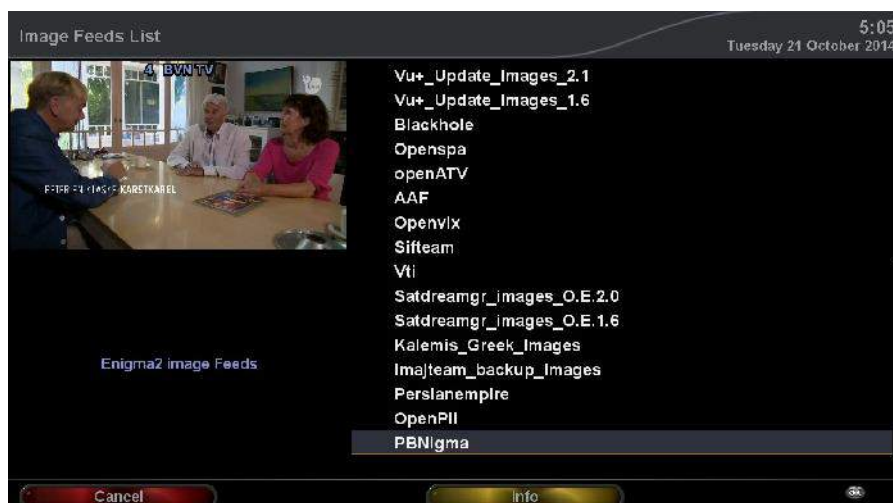 Image Feeds List
5:05
Tuesday 21 October 2014
4 BVN TV
KARSTKAREL
Vu+_Update_Images_2.1
Vu+_Update_Images_1.6
Blackhole
Openspa
openATV
AAF
Openvix
Sifteam
Vti
Satdreamgr_images_O.E.2.0
Satdreamgr_images_O.E.1.6
Kalemis_Greek_Images
Imajteam_backup_Images
Persianempire
OpenPli
PBNigma
Enigma2 image Feeds
Cancel
Info